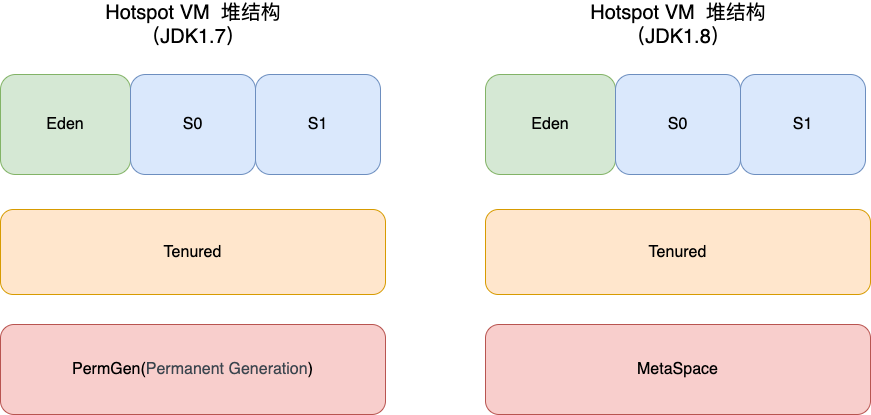 Hotspot VM 堆结构
（JDK1.7）
Eden
S0
S1
Tenured
PermGen(Permanent Generation)
Hotspot VM 堆结构
（JDK1.8）
Eden
S0
S1
Tenured
MetaSpace